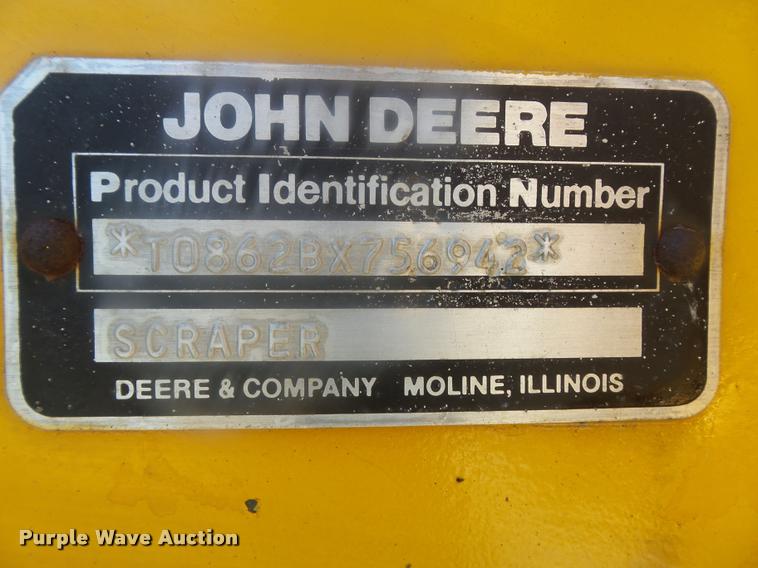 JOHN DEERE
Product Identification Number
*T0862BX756942*
SCRAPER
DEERE & COMPANY MOLINE, ILLINOIS
Purple Wave Auction